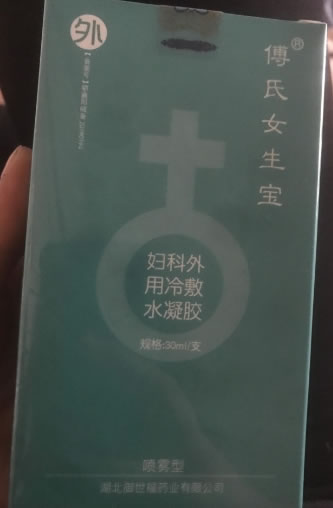 外
傅氏女生宝®
妇科外
用冷敷
水凝胶
规格:30ml/支
喷雾型
湖北御世福药业有限公司